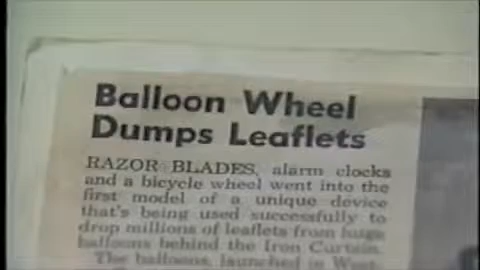 Balloon Wheel
Dumps Leaflets
RAZOR BLADES, alarm clocks
and a bicycle wheel went into the
first model of a unique device
that's being used successfully to
drop millions of leaflets from huge
balloons behind the Iron Curtain.
The balloons, launched in West